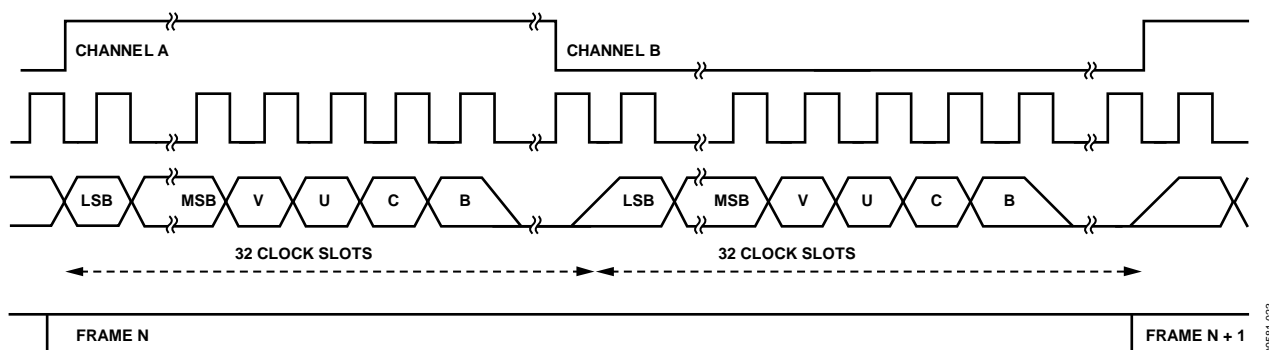 CHANNEL A
CHANNEL B
LSB
MSB
V
U
C
B
LSB
MSB
V
U
C
B
32 CLOCK SLOTS
32 CLOCK SLOTS
FRAME N
FRAME N + 1